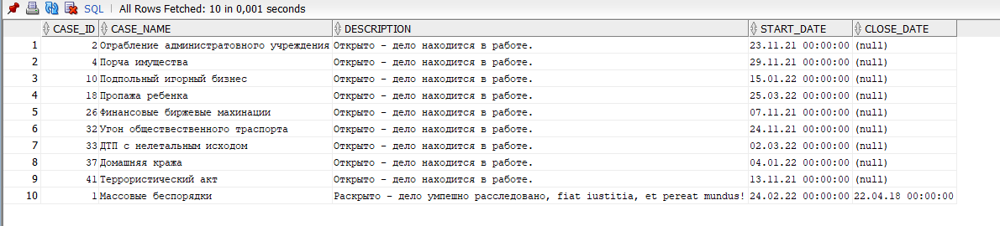 SQL | All Rows Fetched: 10 in 0,001 seconds
CASE_ID CASE_NAME DESCRIPTION START_DATE CLOSE_DATE
1 2 Ограбление администратовного учреждения Открыто - дело находится в работе. 23.11.21 00:00:00 (null)
2 4 Порча имущества Открыто - дело находится в работе. 29.11.21 00:00:00 (null)
3 10 Подпольный игорный бизнес Открыто - дело находится в работе. 15.01.22 00:00:00 (null)
4 18 Пропажа ребенка Открыто - дело находится в работе. 25.03.22 00:00:00 (null)
5 26 Финансовые биржевые махинации Открыто - дело находится в работе. 07.11.21 00:00:00 (null)
6 32 Угон обществественного траспорта Открыто - дело находится в работе. 24.11.21 00:00:00 (null)
7 33 ДТП с нелетальным исходом Открыто - дело находится в работе. 02.03.22 00:00:00 (null)
8 37 Домашняя кража Открыто - дело находится в работе. 04.01.22 00:00:00 (null)
9 41 Террористический акт Открыто - дело находится в работе. 13.11.21 00:00:00 (null)
10 1 Массовые беспорядки Раскрыто - дело умпешно расследовано, fiat iustitia, et pereat mundus! 24.02.22 00:00:00 22.04.18 00:00:00